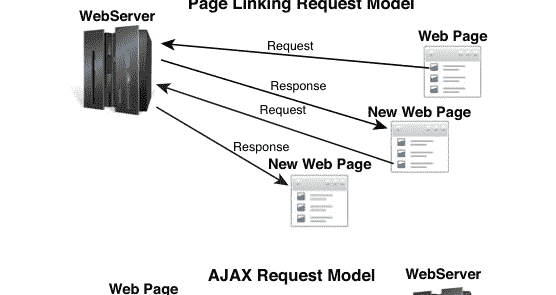 Page Linking Request Model
WebServer
Web Page
Request
Response
Request
New Web Page
Response
New Web Page
AJAX Request Model
WebServer
Web Page